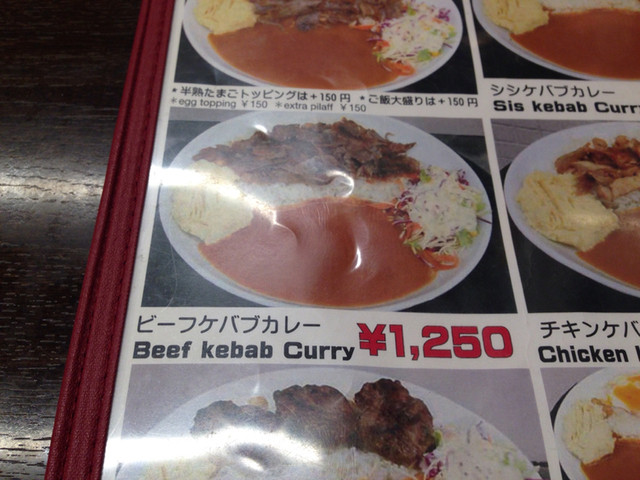 *半熟たまごトッピングは+150円 *ご飯大盛りは+150円
*egg topping ¥150 *extra pilaff ¥150
シシケバブカレー
Sis kebab Curry
ビーフケバブカレー
Beef kebab Curry ¥1,250
チキンケバ
Chicken